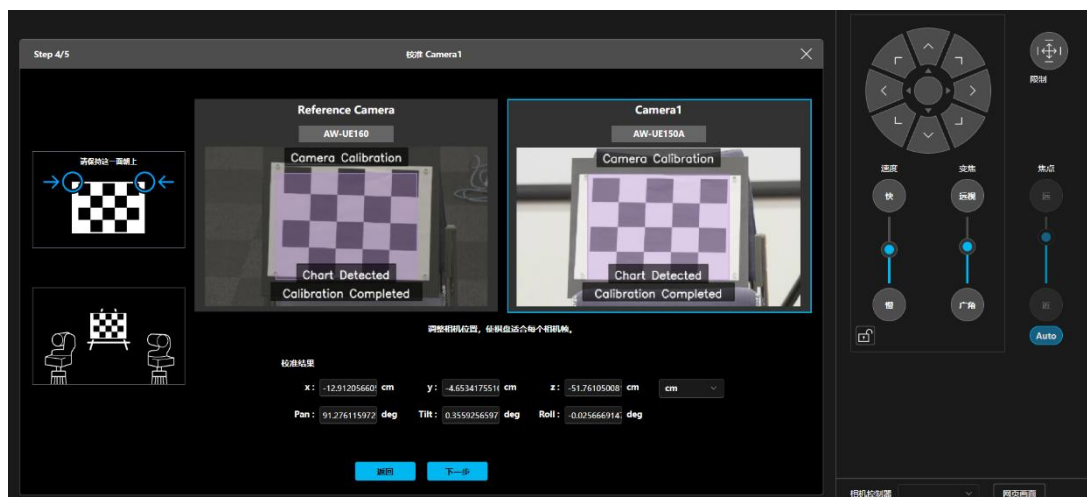 Step 4/5
校准 Camera1
请保持这一面朝上
Reference Camera
AW-UE160
Camera Calibration
Chart Detected
Calibration Completed
Camera1
AW-UE150A
Camera Calibration
Chart Detected
Calibration Completed
调整相机位置，使棋盘适合每个相机帧。
校准结果
x : -12.91205660 cm y : -4.653417551 cm z : -51.76105008 cm cm
Pan : 91.276115972 deg Tilt : 0.3559256597 deg Roll : -0.025666914 deg
返回 下一步
限制
速度 变焦 焦点
快 远视 远
慢 广角 近
Auto
相机控制器 网页画面